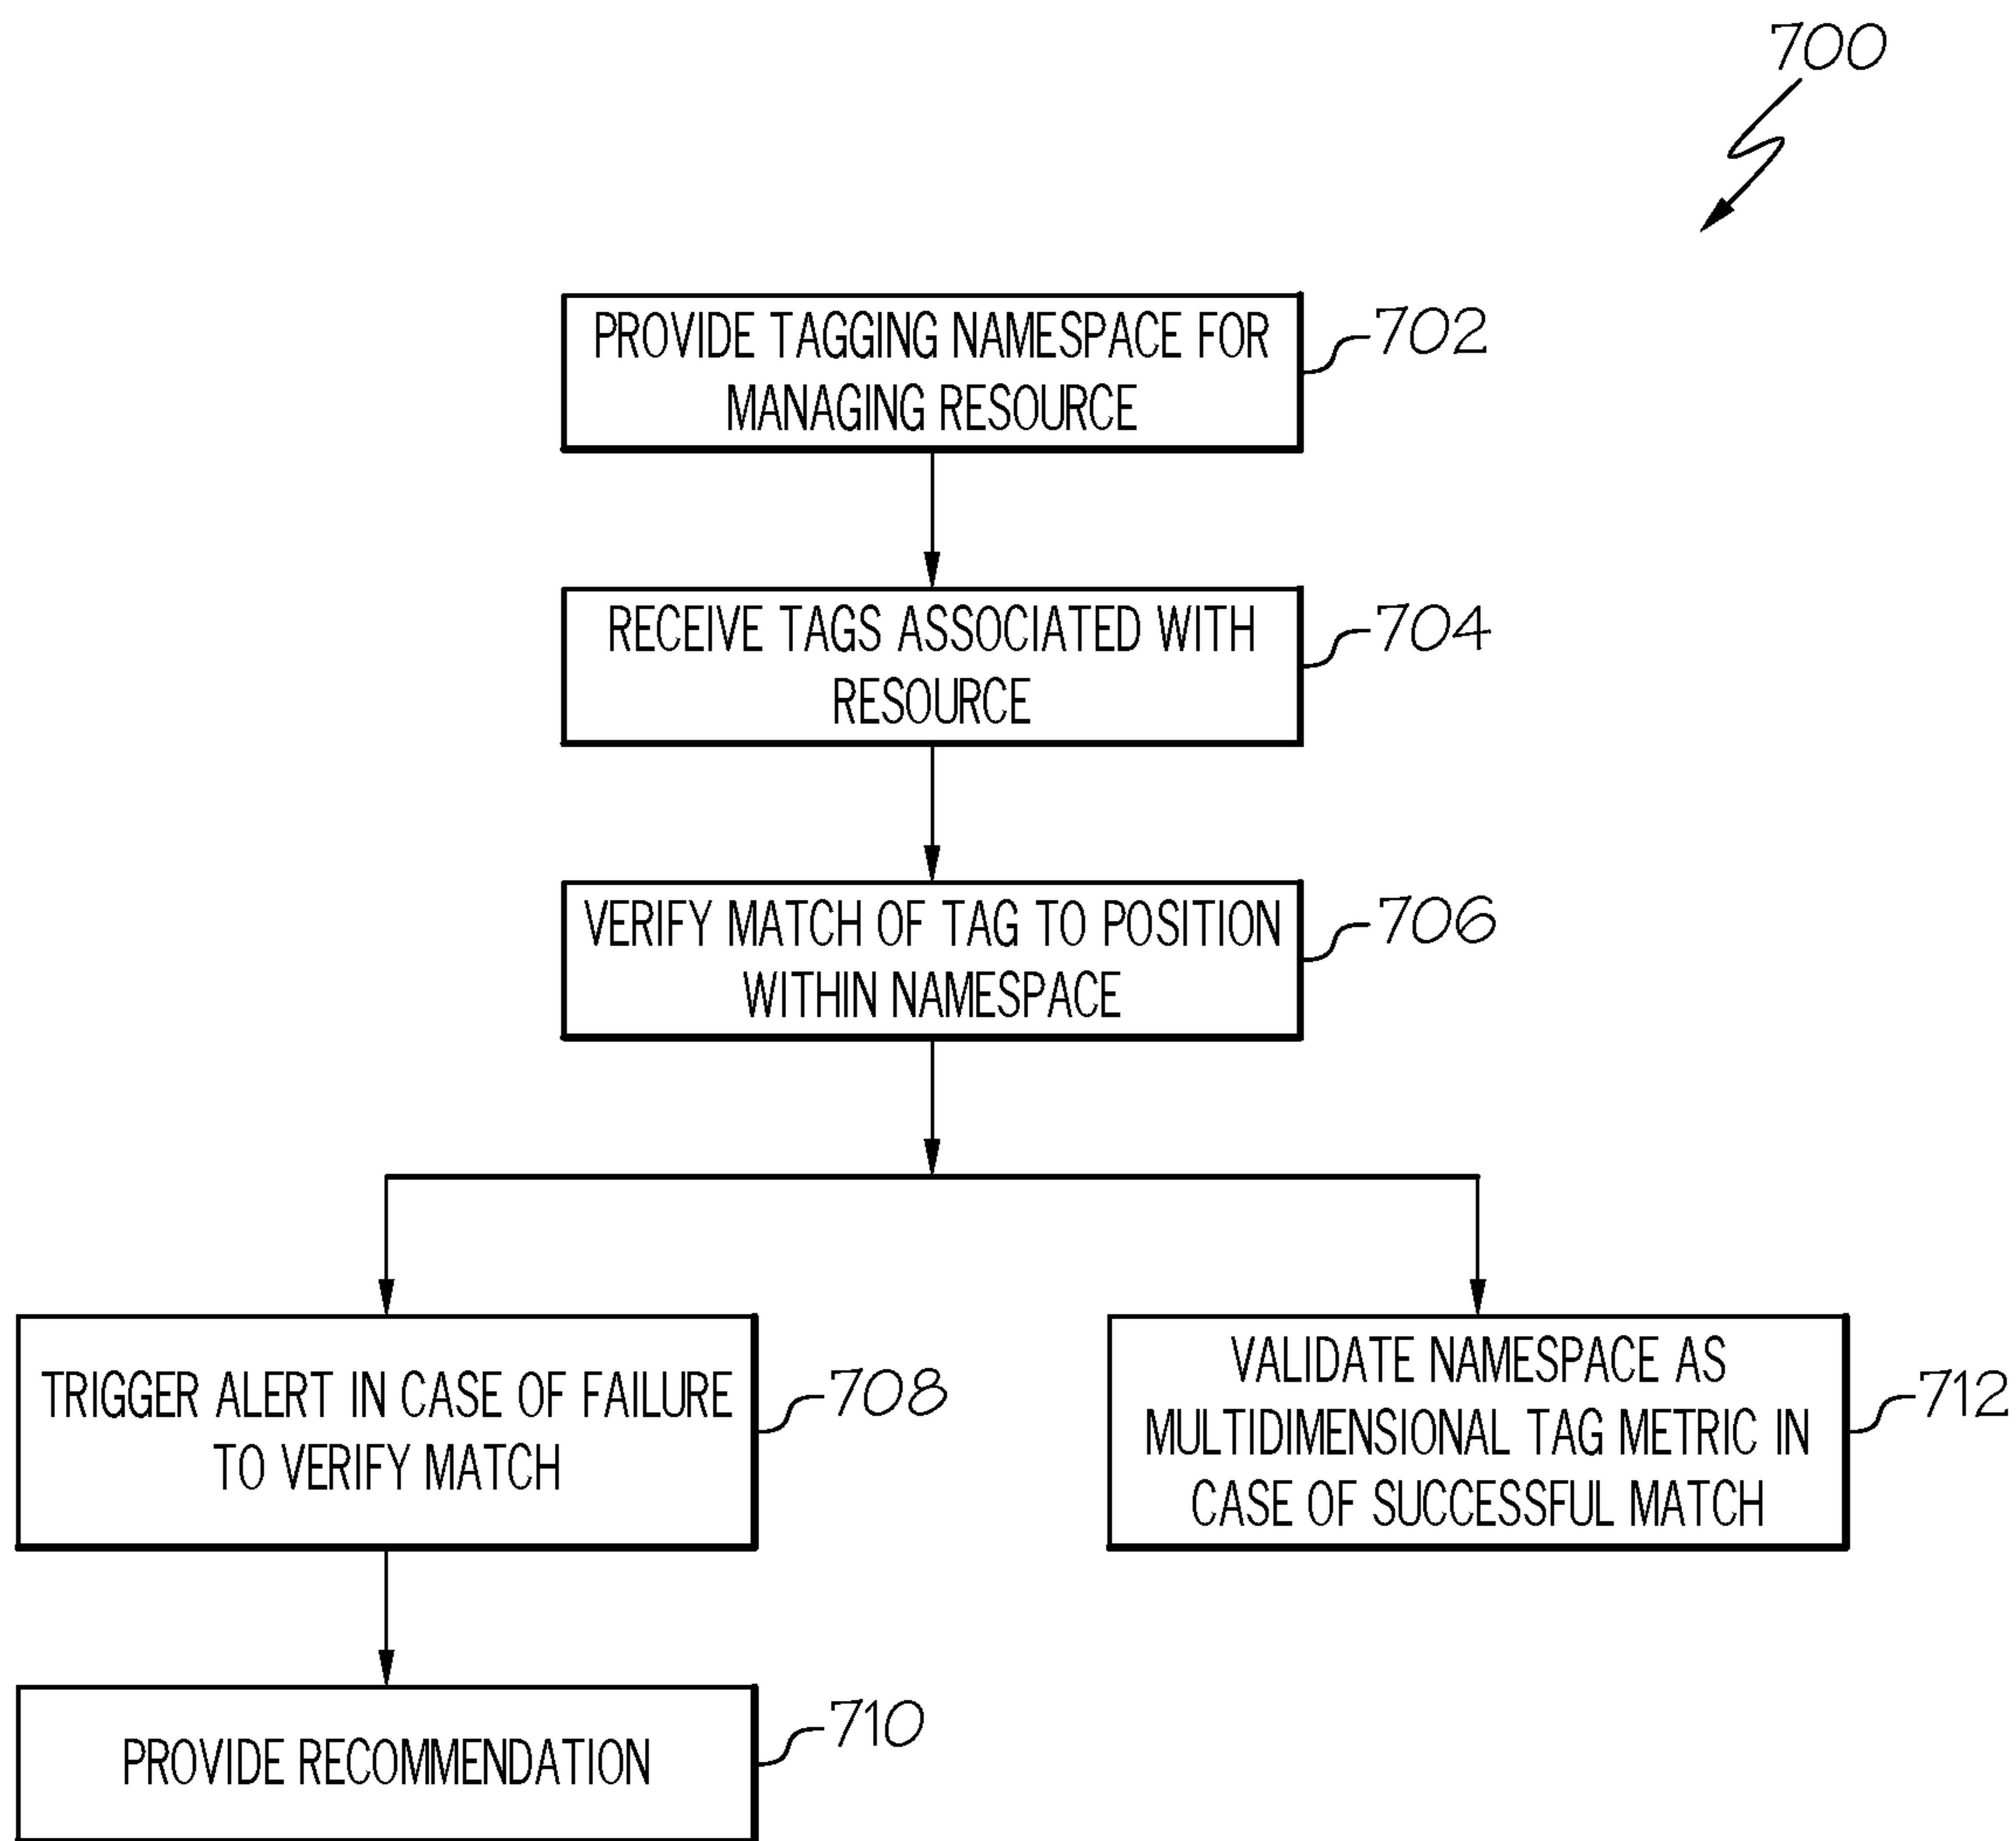 700
PROVIDE TAGGING NAMESPACE FOR
MANAGING RESOURCE
702
RECEIVE TAGS ASSOCIATED WITH
RESOURCE
704
VERIFY MATCH OF TAG TO POSITION
WITHIN NAMESPACE
706
TRIGGER ALERT IN CASE OF FAILURE
TO VERIFY MATCH
708
VALIDATE NAMESPACE AS
MULTIDIMENSIONAL TAG METRIC IN
CASE OF SUCCESSFUL MATCH
712
PROVIDE RECOMMENDATION
710